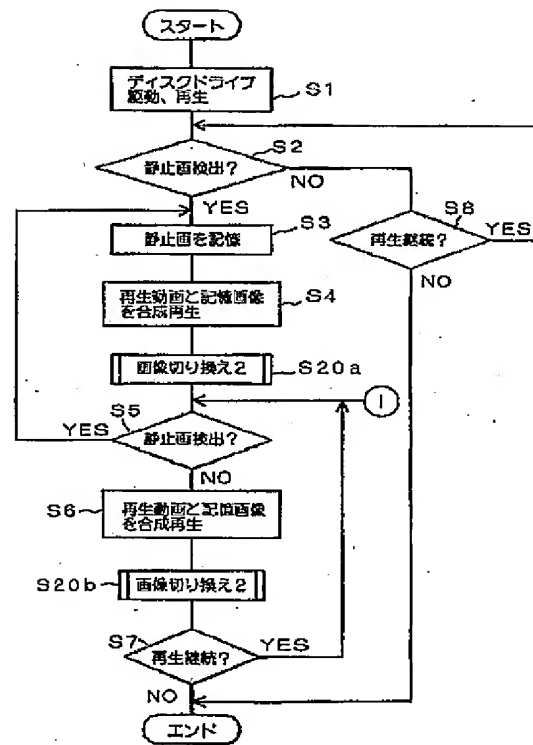 スタート
ディスクドライブ
駆動、再生
S1
S2
静止画検出?
NO
YES
S8
静止画を記憶
S3
再生継続?
YES
NO
再生動画と記憶画像
を合成再生
S4
画像切り換え2
S20a
I
S5
YES
静止画検出?
NO
S6
再生動画と記憶画像
を合成再生
S20b
画像切り換え2
S7
YES
再生継続?
NO
エンド